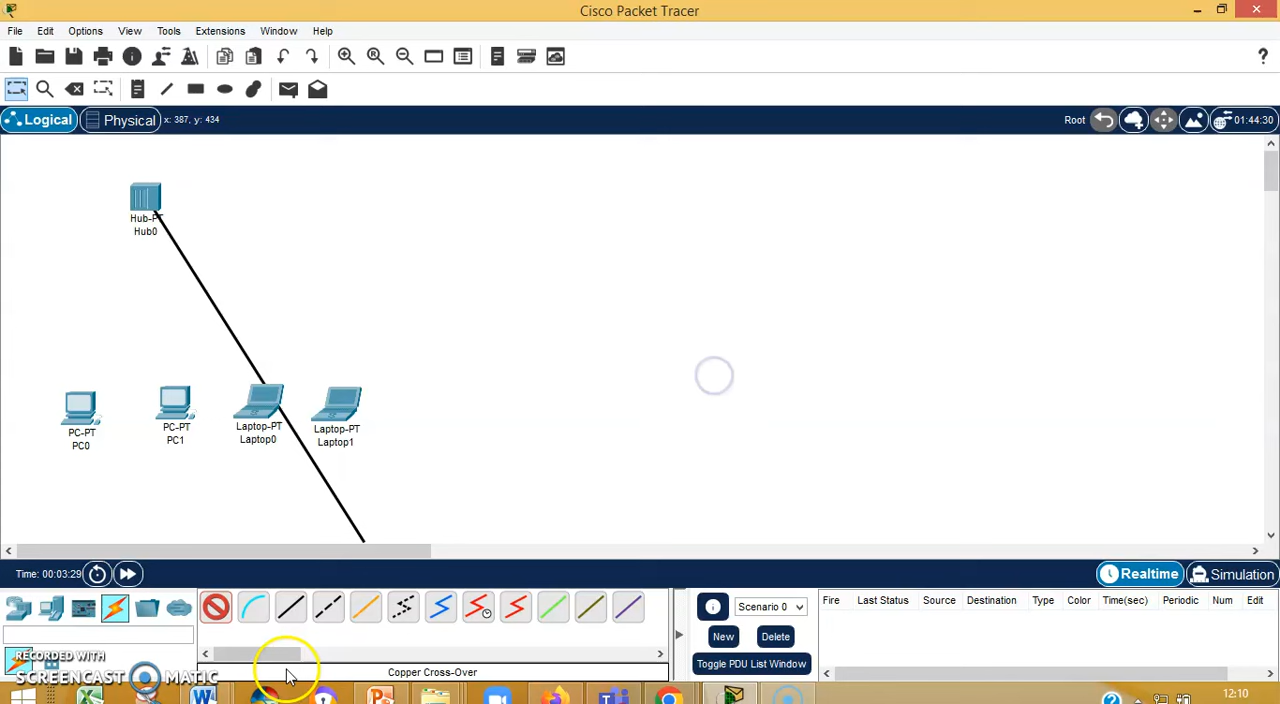 Cisco Packet Tracer
File Edit Options View Tools Extensions Window Help
Logical Physical x: 387, y: 434 Root 01:44:30
Hub-PT
Hub0
PC-PT
PC0
PC-PT
PC1
Laptop-PT
Laptop0
Laptop-PT
Laptop1
Time: 00:03:29 Realtime Simulation
Scenario 0
New Delete
Toggle PDU List Window
Fire Last Status Source Destination Type Color Time(sec) Periodic Num Edit
Copper Cross-Over
RECORDED WITH
SCREENCAST MATIC
12:10